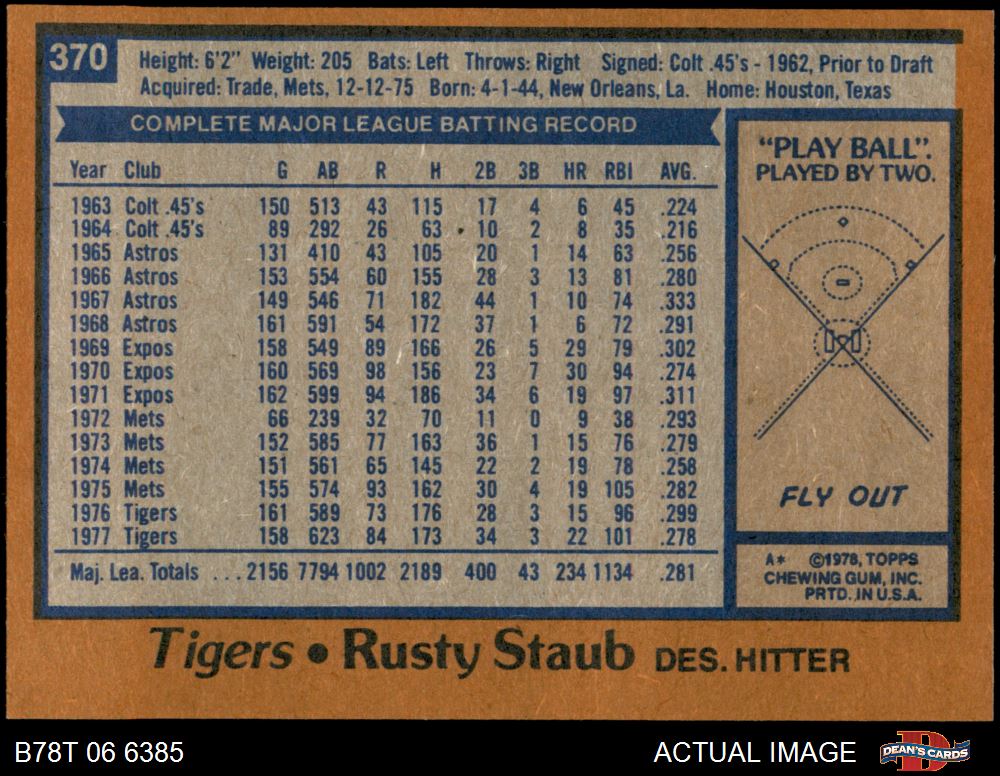 370
Height: 6'2" Weight: 205 Bats: Left Throws: Right Signed: Colt .45's - 1962, Prior to Draft
Acquired: Trade, Mets, 12-12-75 Born: 4-1-44, New Orleans, La. Home: Houston, Texas
COMPLETE MAJOR LEAGUE BATTING RECORD
Year Club G AB R H 2B 3B HR RBI AVG.
1963 Colt .45's 150 513 43 115 17 4 6 45 .224
1964 Colt .45's 89 292 26 63 10 2 8 35 .216
1965 Astros 131 410 43 105 20 1 14 63 .256
1966 Astros 153 554 60 155 28 3 13 81 .280
1967 Astros 149 546 71 182 44 1 10 74 .333
1968 Astros 161 591 54 172 37 1 6 72 .291
1969 Expos 158 549 89 166 26 5 29 79 .302
1970 Expos 160 569 98 156 23 7 30 94 .274
1971 Expos 162 599 94 186 34 6 19 97 .311
1972 Mets 66 239 32 70 11 0 9 38 .293
1973 Mets 152 585 77 163 36 1 15 76 .279
1974 Mets 151 561 65 145 22 2 19 78 .258
1975 Mets 155 574 93 162 30 4 19 105 .282
1976 Tigers 161 589 73 176 28 3 15 96 .299
1977 Tigers 158 623 84 173 34 3 22 101 .278
Maj. Lea. Totals ... 2156 7794 1002 2189 400 43 234 1134 .281
"PLAY BALL".
PLAYED BY TWO.
FLY OUT
A* ©1978, TOPPS
CHEWING GUM, INC.
PRTD. IN U.S.A.
Tigers • Rusty Staub DES. HITTER
B78T 06 6385
ACTUAL IMAGE
DEAN'S CARDS